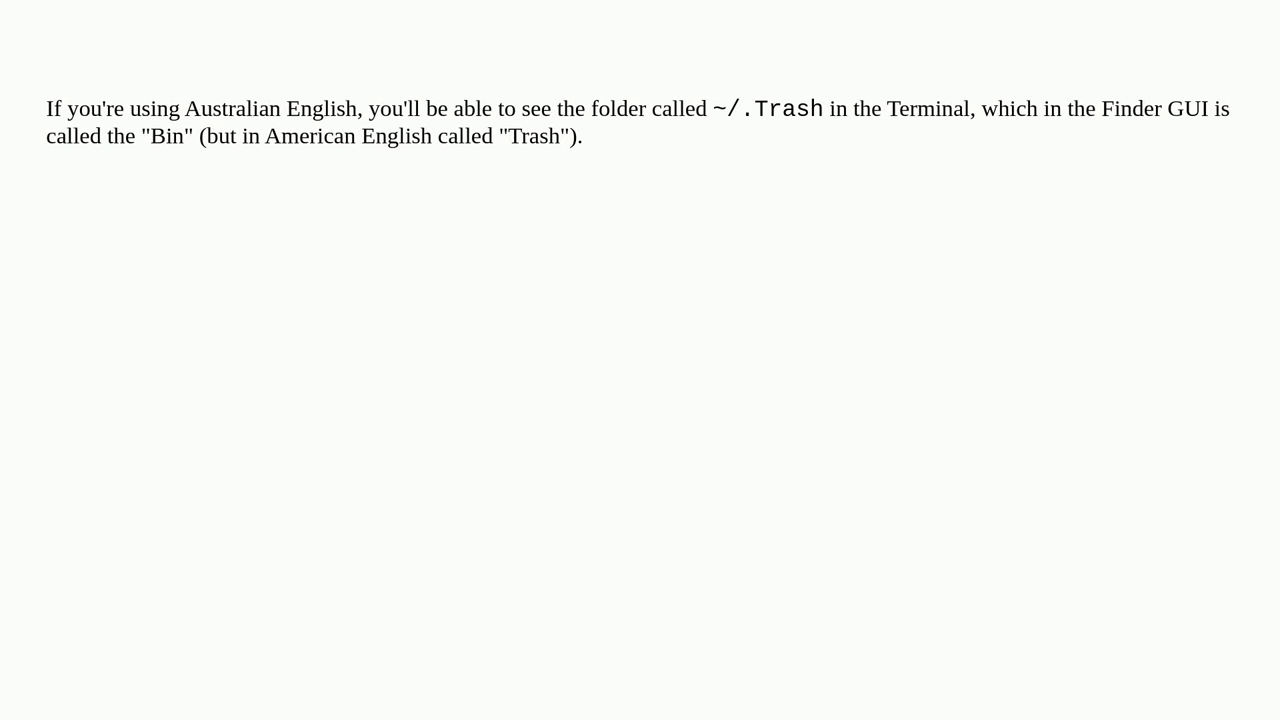 If you're using Australian English, you'll be able to see the folder called ~/.Trash in the Terminal, which in the Finder GUI is
called the "Bin" (but in American English called "Trash").